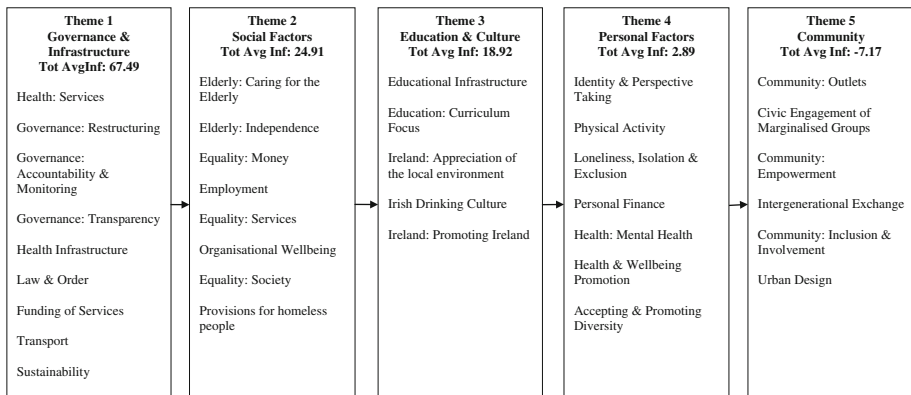 Theme 1
Governance &
Infrastructure
Tot AvgInf: 67.49
Health: Services
Governance: Restructuring
Governance:
Accountability &
Monitoring
Governance: Transparency
Health Infrastructure
Law & Order
Funding of Services
Transport
Sustainability
Theme 2
Social Factors
Tot Avg Inf: 24.91
Elderly: Caring for the
Elderly
Elderly: Independence
Equality: Money
Employment
Equality: Services
Organisational Wellbeing
Equality: Society
Provisions for homeless
people
Theme 3
Education & Culture
Tot Avg Inf: 18.92
Educational Infrastructure
Education: Curriculum
Focus
Ireland: Appreciation of
the local environment
Irish Drinking Culture
Ireland: Promoting Ireland
Theme 4
Personal Factors
Tot Avg Inf: 2.89
Identity & Perspective
Taking
Physical Activity
Loneliness, Isolation &
Exclusion
Personal Finance
Health: Mental Health
Health & Wellbeing
Promotion
Accepting & Promoting
Diversity
Theme 5
Community
Tot Avg Inf: -7.17
Community: Outlets
Civic Engagement of
Marginalised Groups
Community:
Empowerment
Intergenerational Exchange
Community: Inclusion &
Involvement
Urban Design